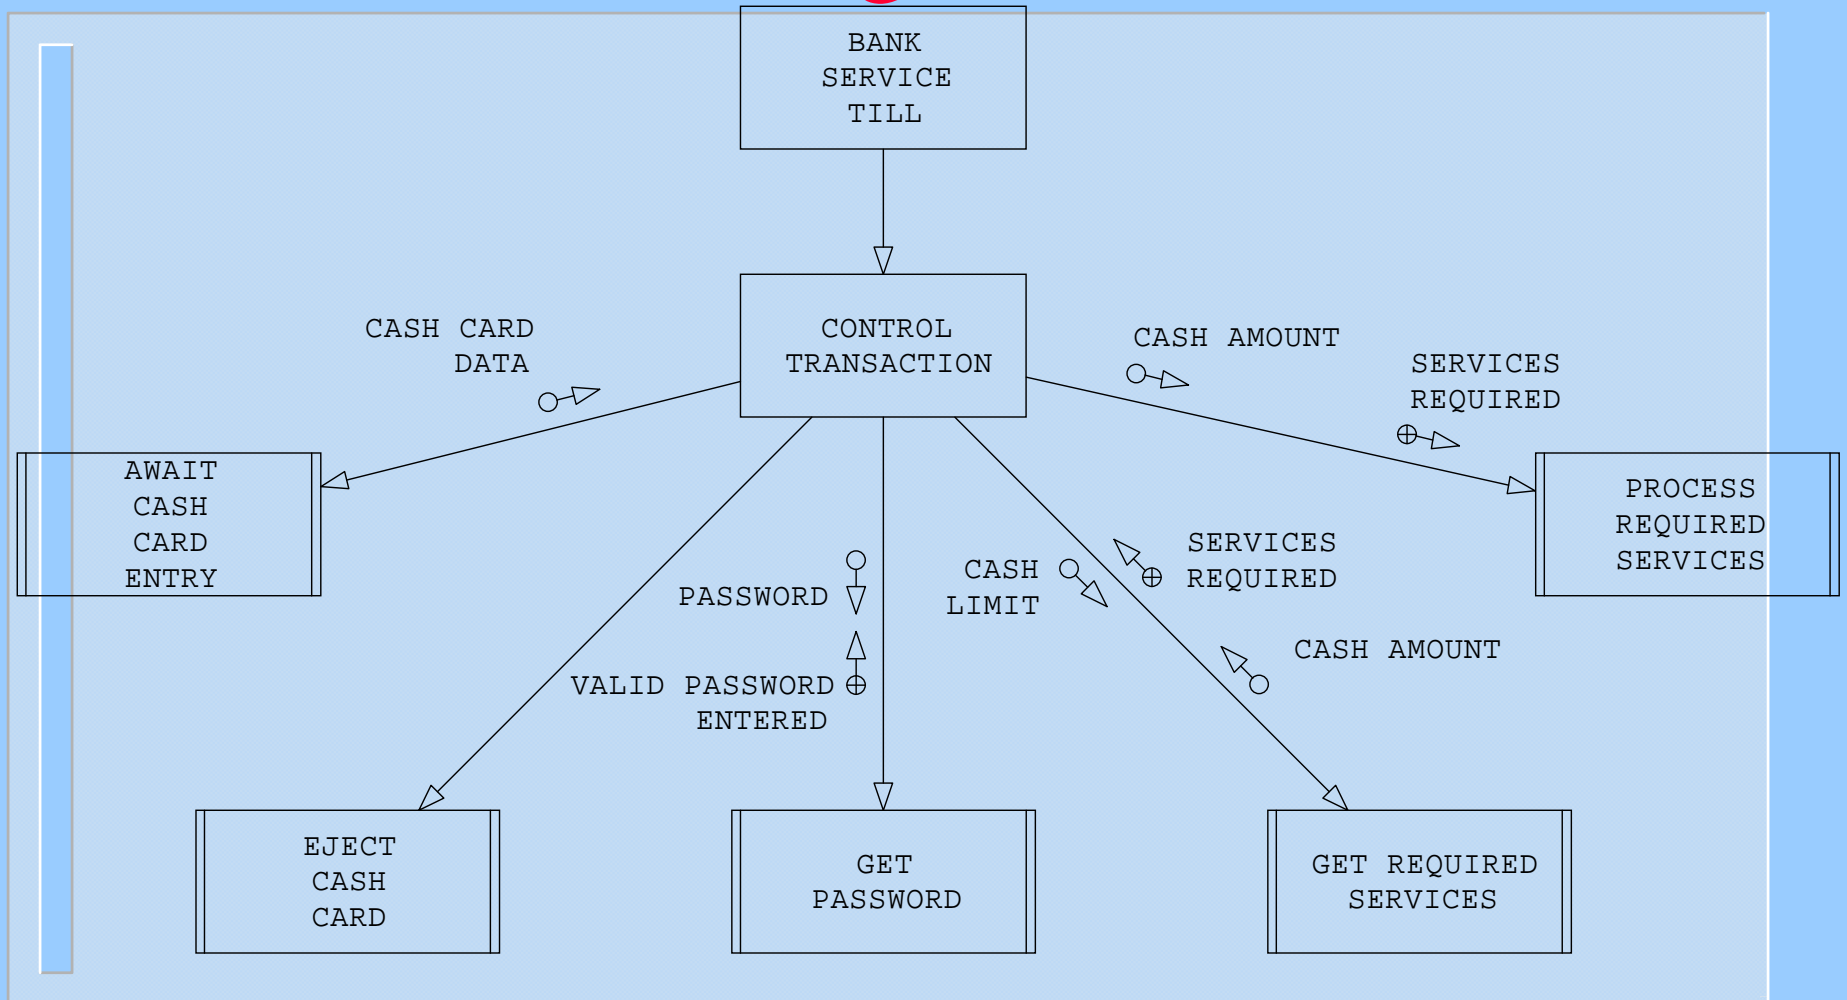 BANK
SERVICE
TILL
CONTROL
TRANSACTION
CASH CARD
DATA
CASH AMOUNT
SERVICES
REQUIRED
AWAIT
CASH
CARD
ENTRY
PROCESS
REQUIRED
SERVICES
PASSWORD
VALID PASSWORD
ENTERED
CASH
LIMIT
SERVICES
REQUIRED
CASH AMOUNT
EJECT
CASH
CARD
GET
PASSWORD
GET REQUIRED
SERVICES